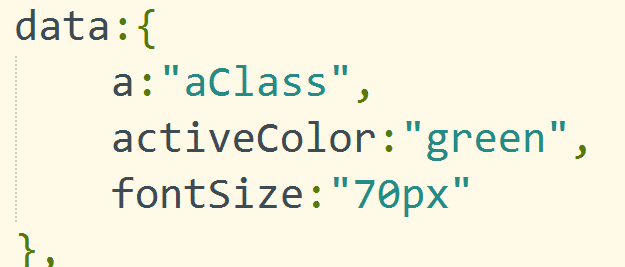 data:{
a:"aClass",
activeColor:"green",
fontSize:"70px"
},